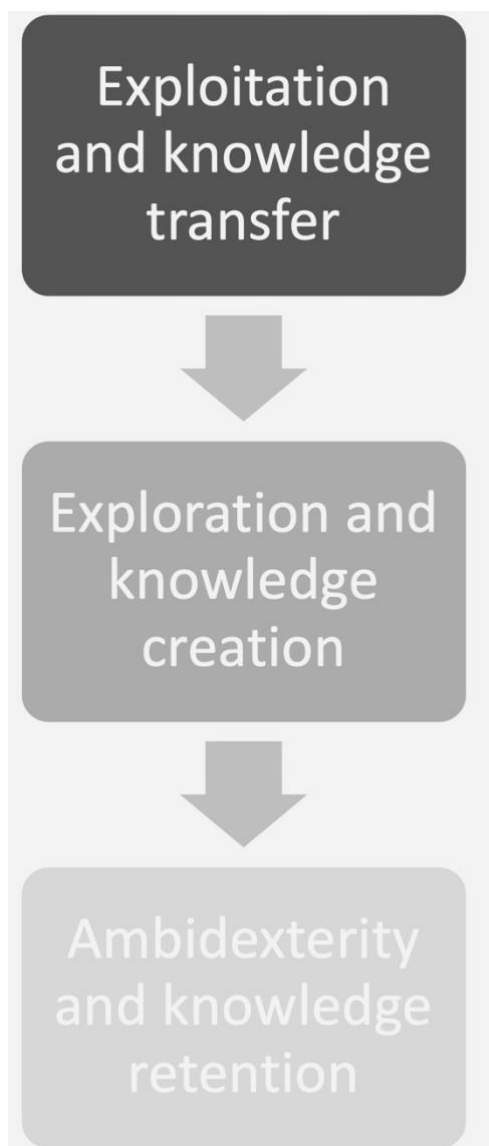 Exploitation
and knowledge
transfer
Exploration and
knowledge
creation
Ambidexterity
and knowledge
retention